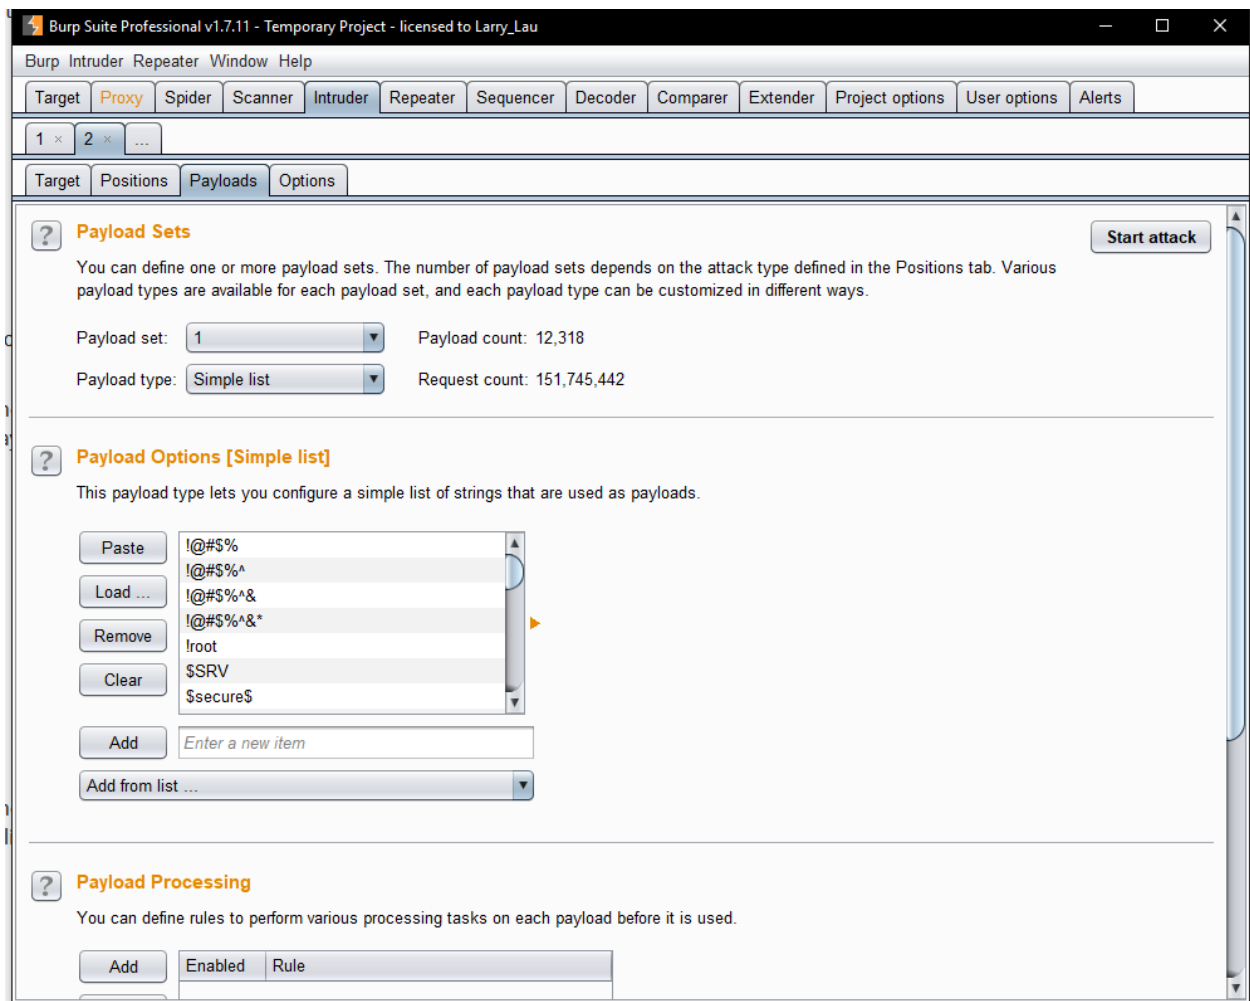 Burp Suite Professional v1.7.11 - Temporary Project - licensed to Larry_Lau
Burp Intruder Repeater Window Help
Target Proxy Spider Scanner Intruder Repeater Sequencer Decoder Comparer Extender Project options User options Alerts
1 × 2 × ...
Target Positions Payloads Options
? Payload Sets
Start attack
You can define one or more payload sets. The number of payload sets depends on the attack type defined in the Positions tab. Various
payload types are available for each payload set, and each payload type can be customized in different ways.
Payload set: 1 Payload count: 12,318
Payload type: Simple list Request count: 151,745,442
? Payload Options [Simple list]
This payload type lets you configure a simple list of strings that are used as payloads.
Paste
Load ...
Remove
Clear
!@#$%
!@#$%^
!@#$%^&
!@#$%^&*
!root
$SRV
$secure$
Add Enter a new item
Add from list ...
? Payload Processing
You can define rules to perform various processing tasks on each payload before it is used.
Add Enabled Rule